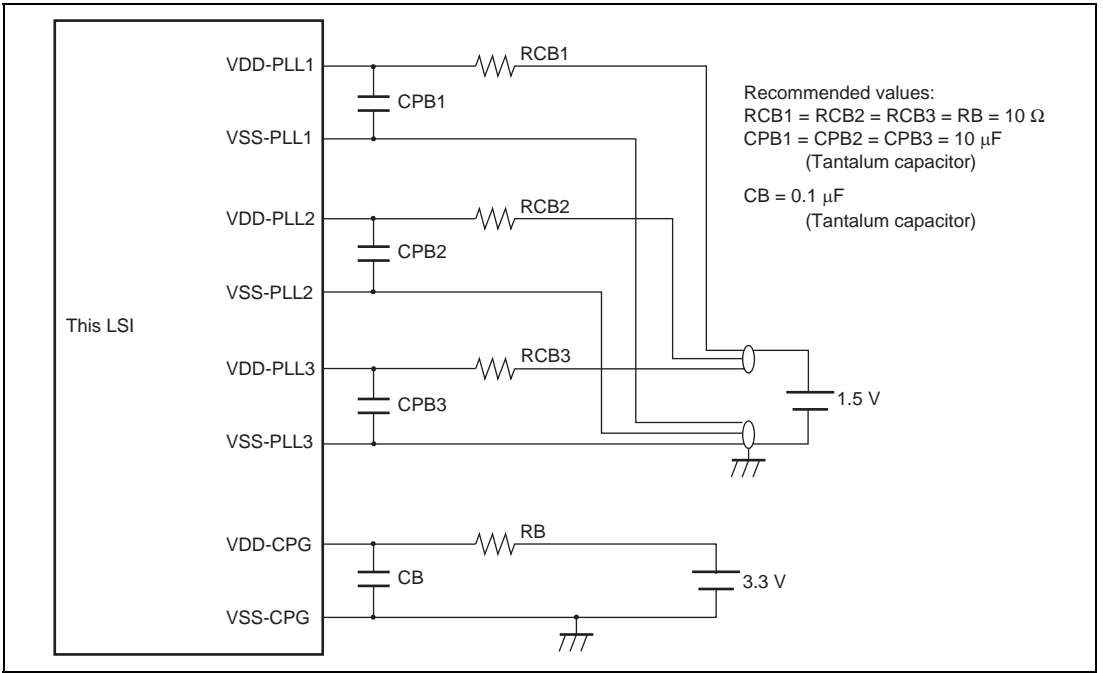 VDD-PLL1
RCB1
CPB1
VSS-PLL1
Recommended values:
RCB1 = RCB2 = RCB3 = RB = 10 Ω
CPB1 = CPB2 = CPB3 = 10 μF
(Tantalum capacitor)
CB = 0.1 μF
(Tantalum capacitor)
VDD-PLL2
RCB2
CPB2
VSS-PLL2
This LSI
VDD-PLL3
RCB3
CPB3
1.5 V
VSS-PLL3
VDD-CPG
RB
CB
3.3 V
VSS-CPG